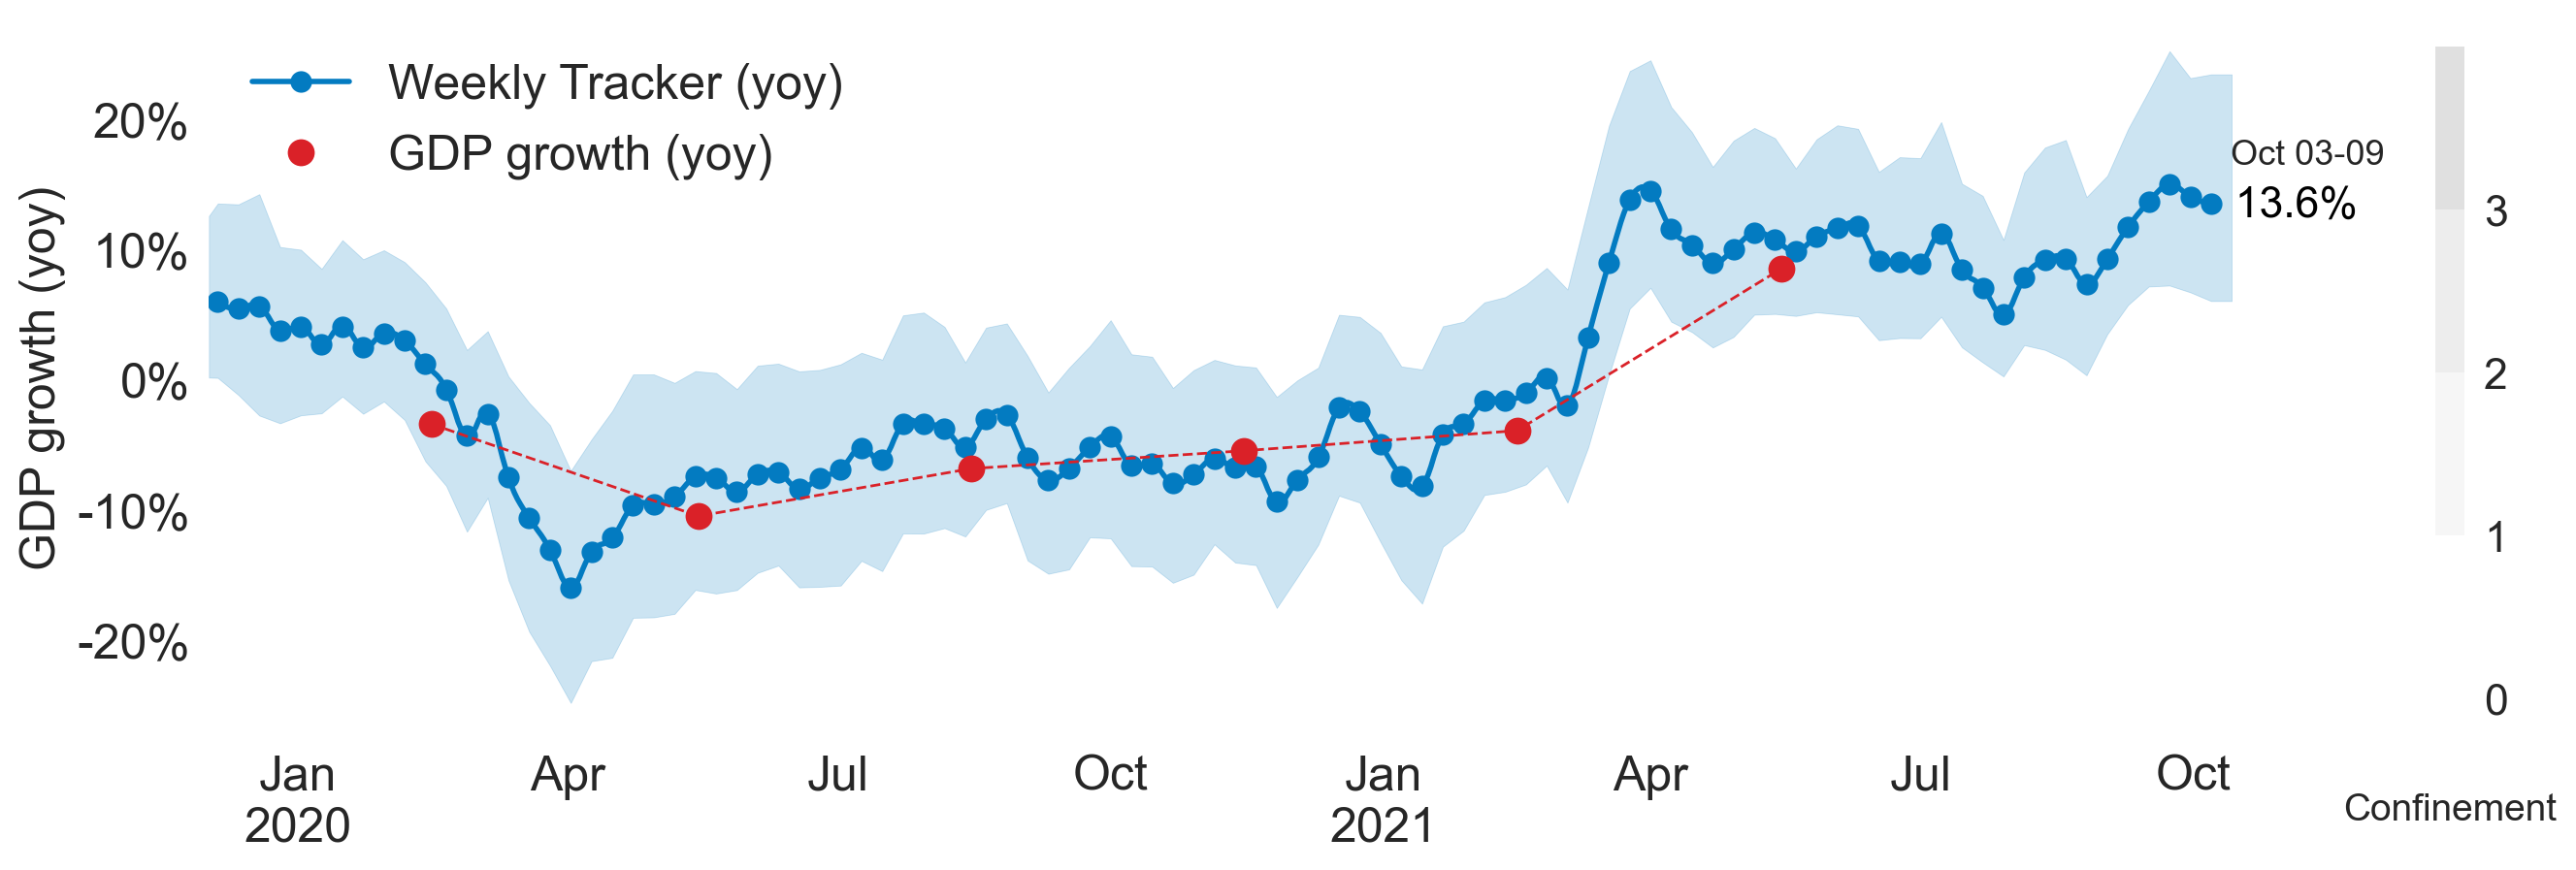 Weekly Tracker (yoy)
GDP growth (yoy)
GDP growth (yoy)
20%
10%
0%
-10%
-20%
Oct 03-09
13.6%
3
2
1
0
Confinement
Jan
2020
Apr
Jul
Oct
Jan
2021
Apr
Jul
Oct